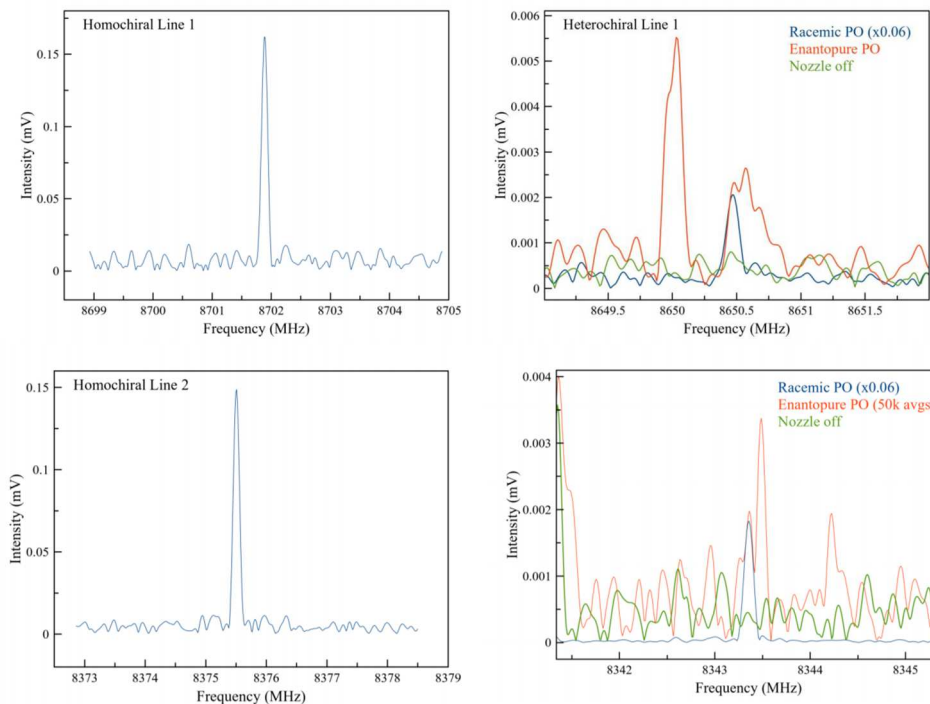 Homochiral Line 1
0.15
0.1
0.05
0
Intensity (mV)
8699 8700 8701 8702 8703 8704 8705
Frequency (MHz)
Heterochiral Line 1
Racemic PO (x0.06)
Enantopure PO
Nozzle off
0.006
0.005
0.004
0.003
0.002
0.001
0
Intensity (mV)
8649.5 8650 8650.5 8651 8651.5
Frequency (MHz)
Homochiral Line 2
0.15
0.1
0.05
0
Intensity (mV)
8373 8374 8375 8376 8377 8378 8379
Frequency (MHz)
Racemic PO (x0.06)
Enantopure PO (50k avgs
Nozzle off
0.004
0.003
0.002
0.001
0
Intensity (mV)
8342 8343 8344 8345
Frequency (MHz)